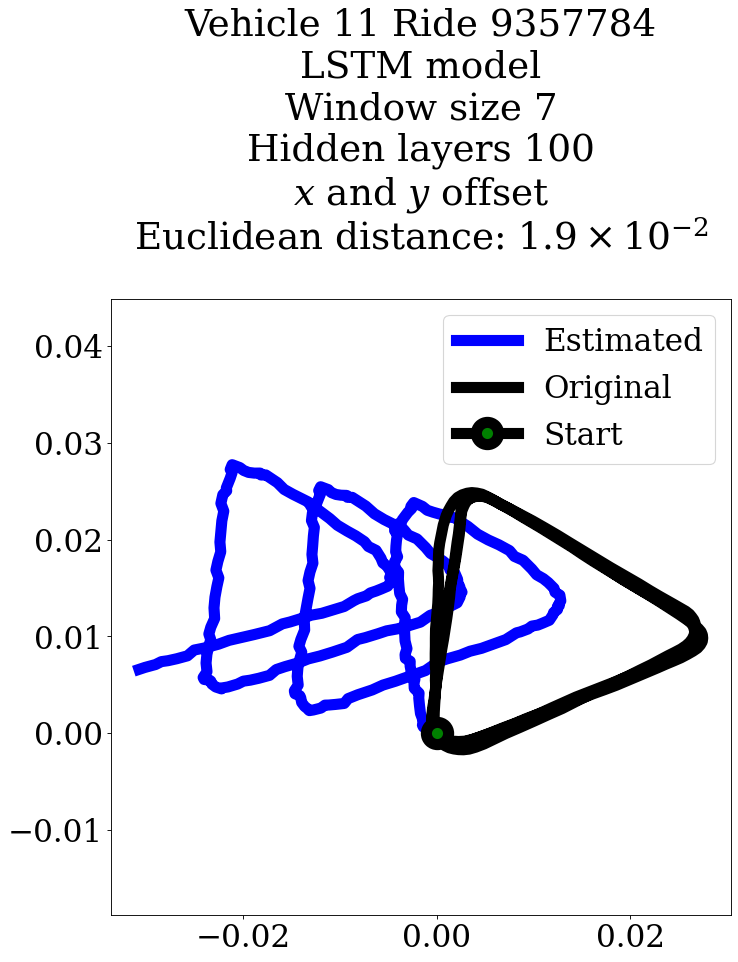 Vehicle 11 Ride 9357784
LSTM model
Window size 7
Hidden layers 100
x and y offset
Euclidean distance: 1.9 × 10⁻²
Estimated
Original
Start
0.04
0.03
0.02
0.01
0.00
−0.01
−0.02 0.00 0.02